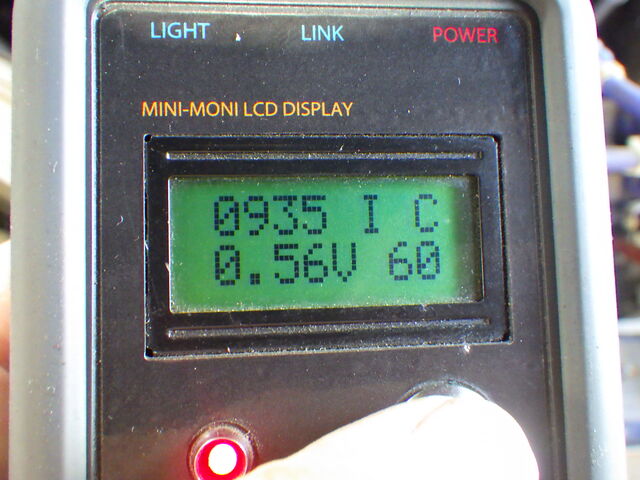 LIGHT LINK POWER
MINI-MONI LCD DISPLAY
0935 I C
0.56V 60